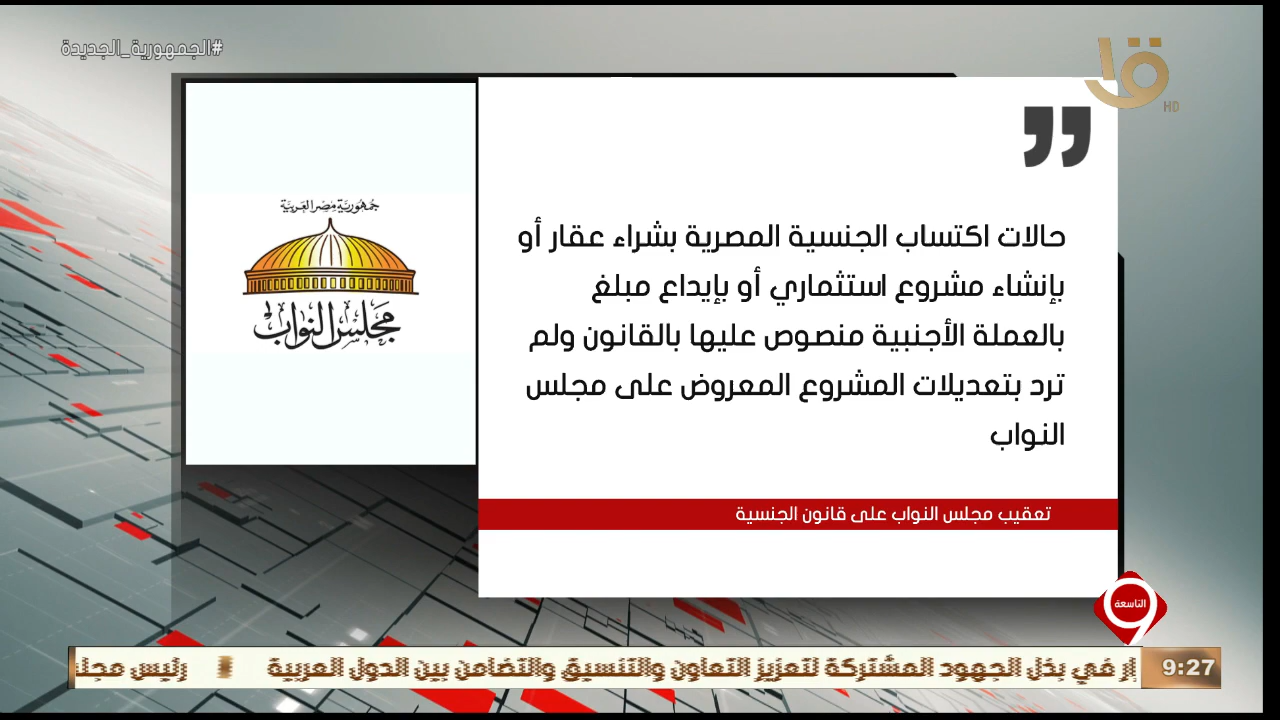 #الجمهورية_الجديدة
HD
جمهورية مصر العربية
مجلس النواب
حالات اكتساب الجنسية المصرية بشراء عقار أو
بإنشاء مشروع استثماري أو بإيداع مبلغ
بالعملة الأجنبية منصوص عليها بالقانون ولم
ترد بتعديلات المشروع المعروض على مجلس
النواب
تعقيب مجلس النواب على قانون الجنسية
التاسعة
9
في بذل الجهود المشتركة لتعزيز التعاون والتنسيق والتضامن بين الدول العربية رئيس
9:27